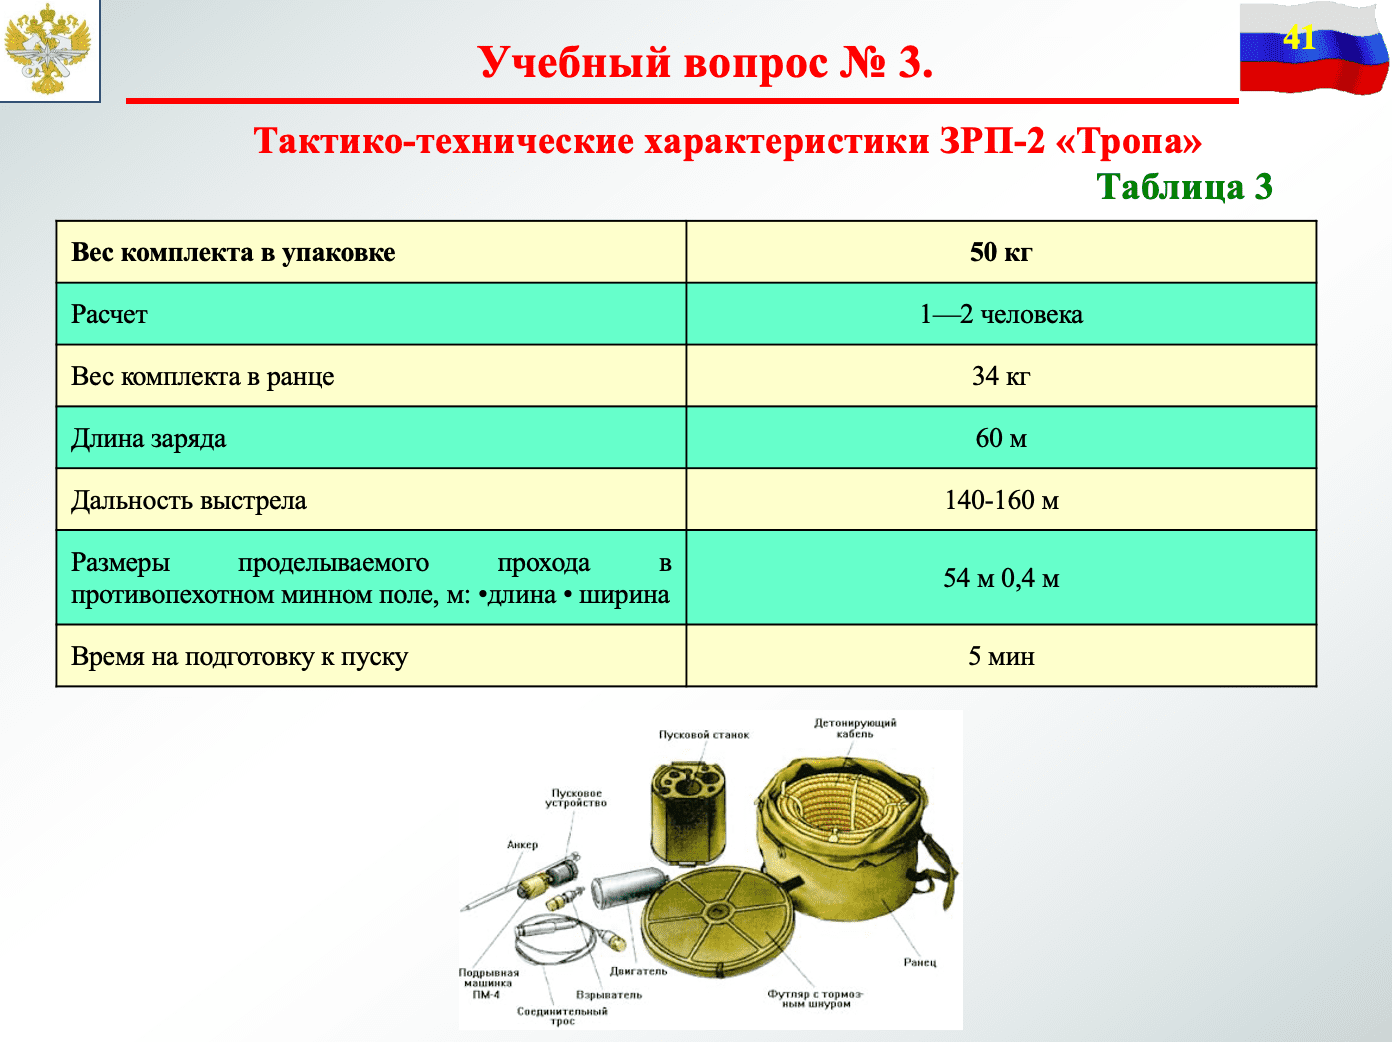 41
Учебный вопрос № 3.
Тактико-технические характеристики ЗРП-2 «Тропа»
Таблица 3
Вес комплекта в упаковке 50 кг
Расчет 1—2 человека
Вес комплекта в ранце 34 кг
Длина заряда 60 м
Дальность выстрела 140-160 м
Размеры проделываемого прохода в
противопехотном минном поле, м: •длина • ширина 54 м 0,4 м
Время на подготовку к пуску 5 мин
Детонирующий
кабель
Пусковой станок
Пусковое
устройство
Анкер
Ранец
Двигатель
Подрывная
машинка
ПМ-4
Взрыватель
Футляр с тормоз-
ным шнуром
Соединительный
трос